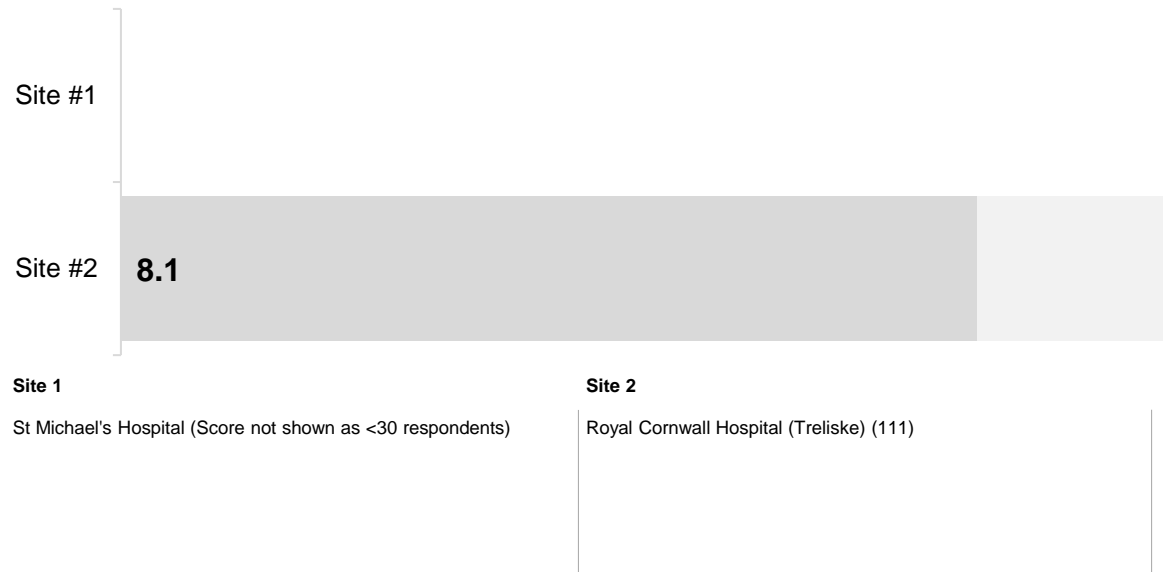 Site #1
Site #2
8.1
Site 1
Site 2
St Michael's Hospital (Score not shown as <30 respondents)
Royal Cornwall Hospital (Treliske) (111)